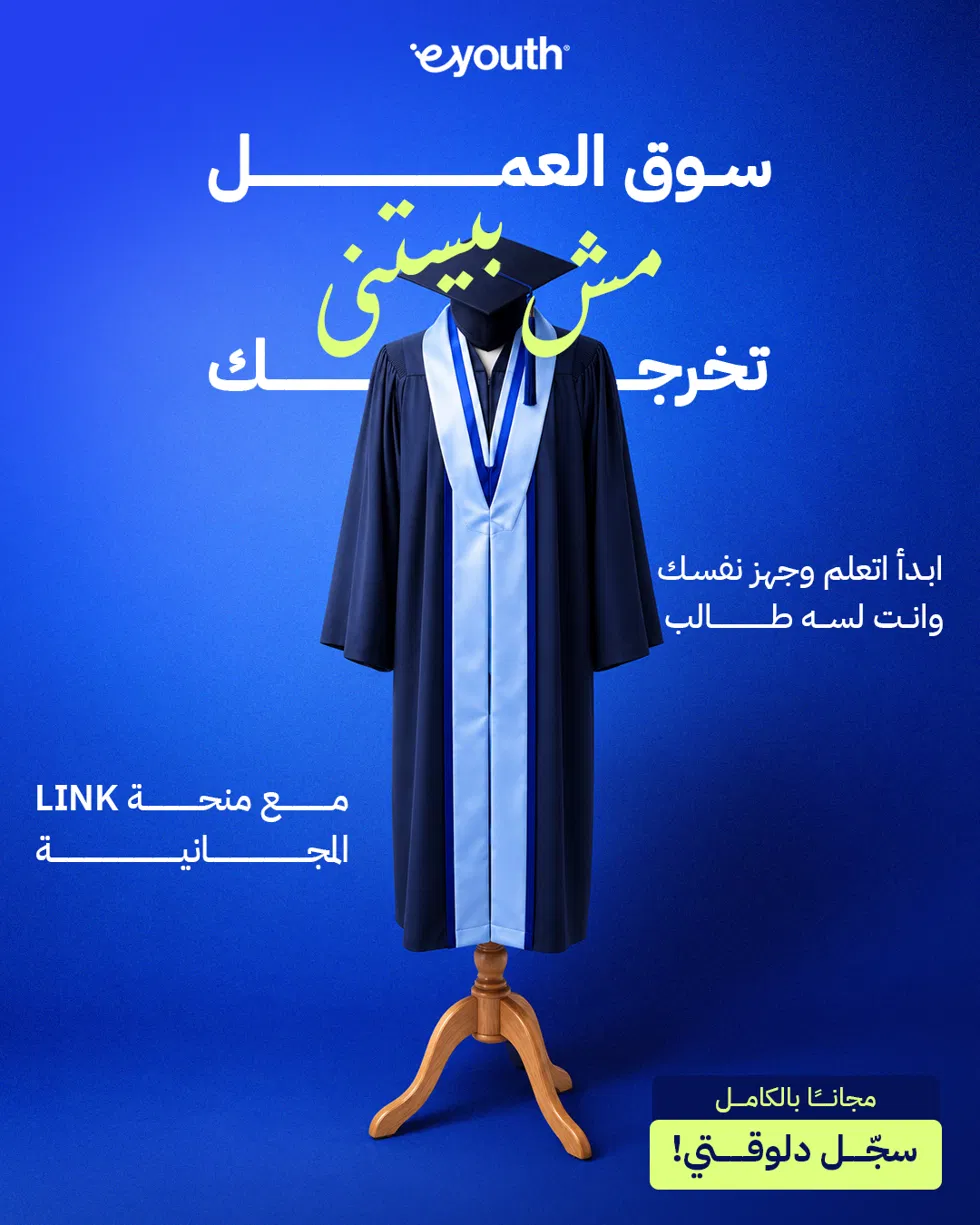 eyouth
سوق العمل
مش بيستنى
تخرجك
ابدأ اتعلم وجهز نفسك
وانت لسه طالب
مع منحة LINK
المجانية
مجانًا بالكامل
سجّل دلوقتي!